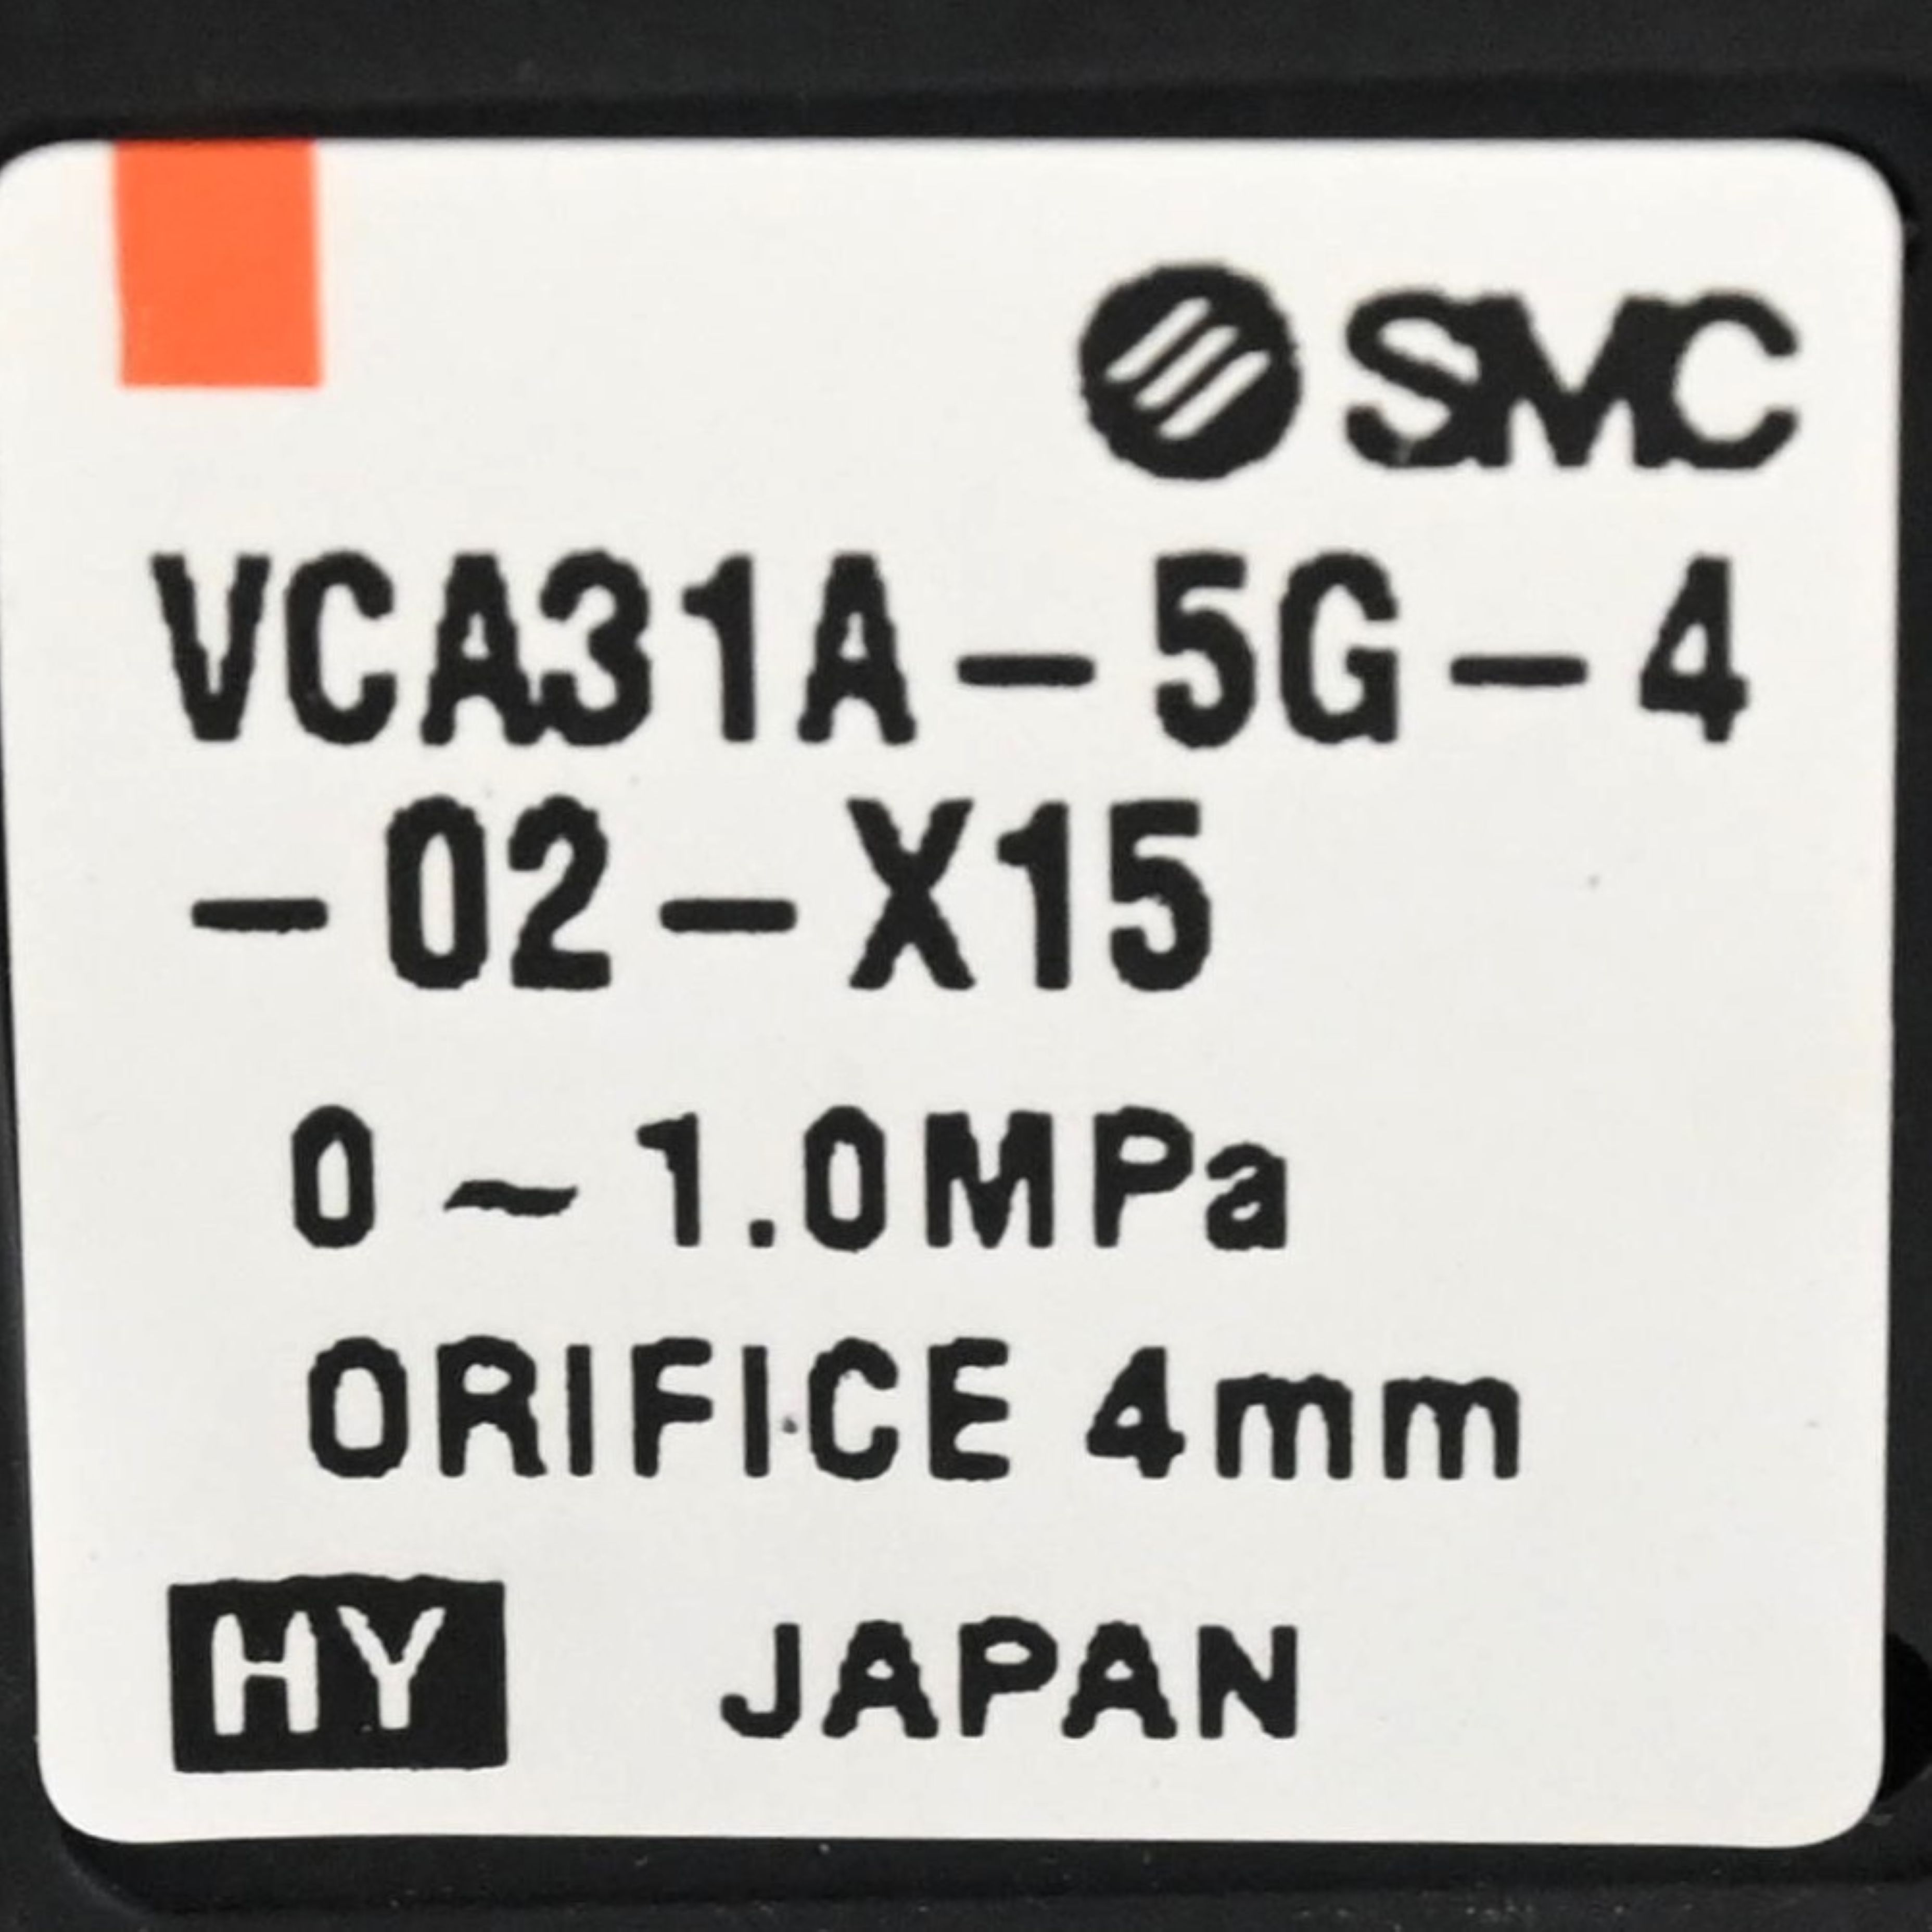 SMC
VCA31A-5G-4
-02-X15
0~1.0MPa
ORIFICE 4mm
HY JAPAN